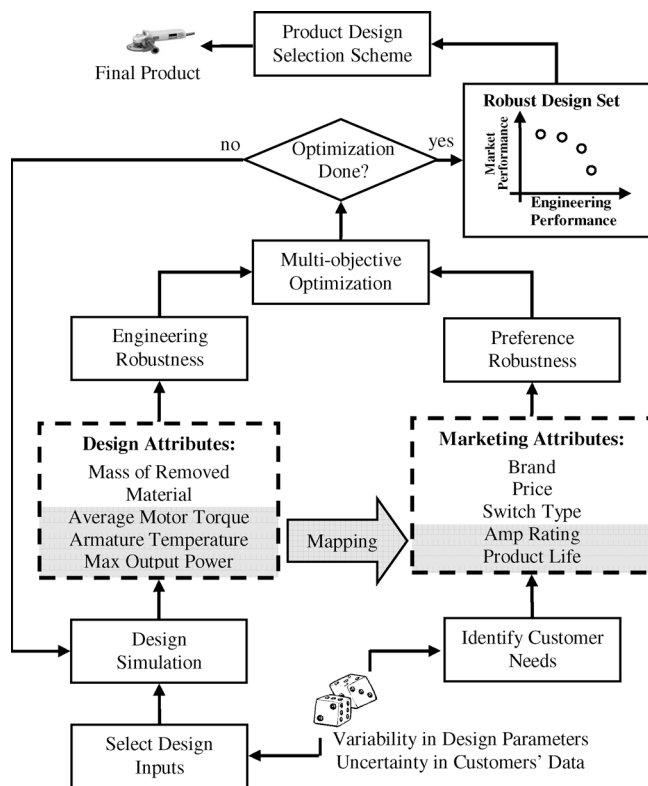 Product Design
Selection Scheme
Final Product
Robust Design Set
Market
Performance
Engineering
Performance
no
Optimization
Done?
yes
Multi-objective
Optimization
Engineering
Robustness
Preference
Robustness
Design Attributes:
Mass of Removed
Material
Average Motor Torque
Armature Temperature
Max Output Power
Mapping
Marketing Attributes:
Brand
Price
Switch Type
Amp Rating
Product Life
Design
Simulation
Identify Customer
Needs
Select Design
Inputs
Variability in Design Parameters
Uncertainty in Customers' Data